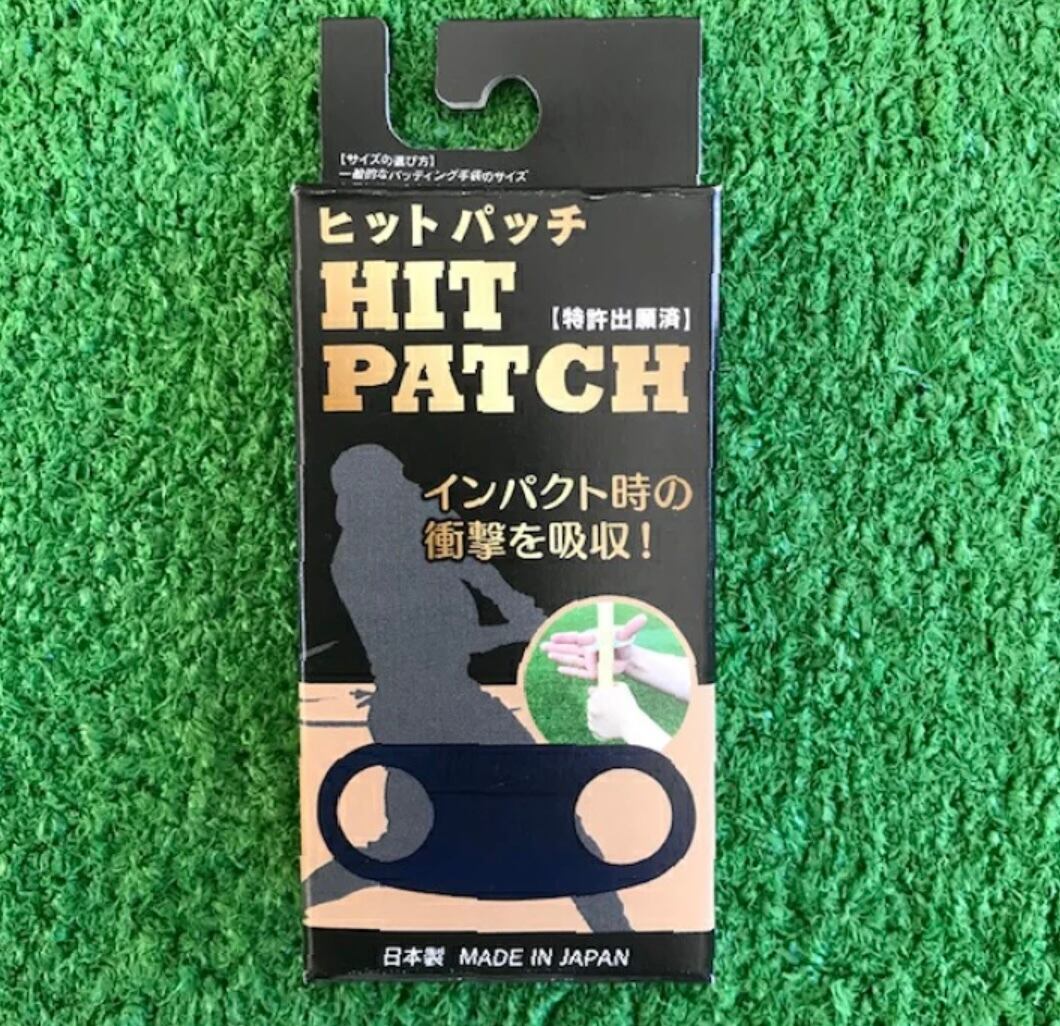 【サイズの選び方】
一般的なバッティング手袋のサイズ
ヒットパッチ
HIT
【特許出願済】
PATCH
インパクト時の
衝撃を吸収！
日本製 MADE IN JAPAN